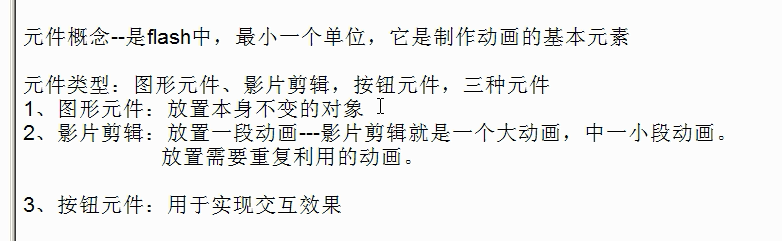 元件概念--是flash中，最小一个单位，它是制作动画的基本元素
元件类型：图形元件、影片剪辑，按钮元件，三种元件
1、图形元件：放置本身不变的对象
2、影片剪辑：放置一段动画---影片剪辑就是一个大动画，中一小段动画。
放置需要重复利用的动画。
3、按钮元件：用于实现交互效果